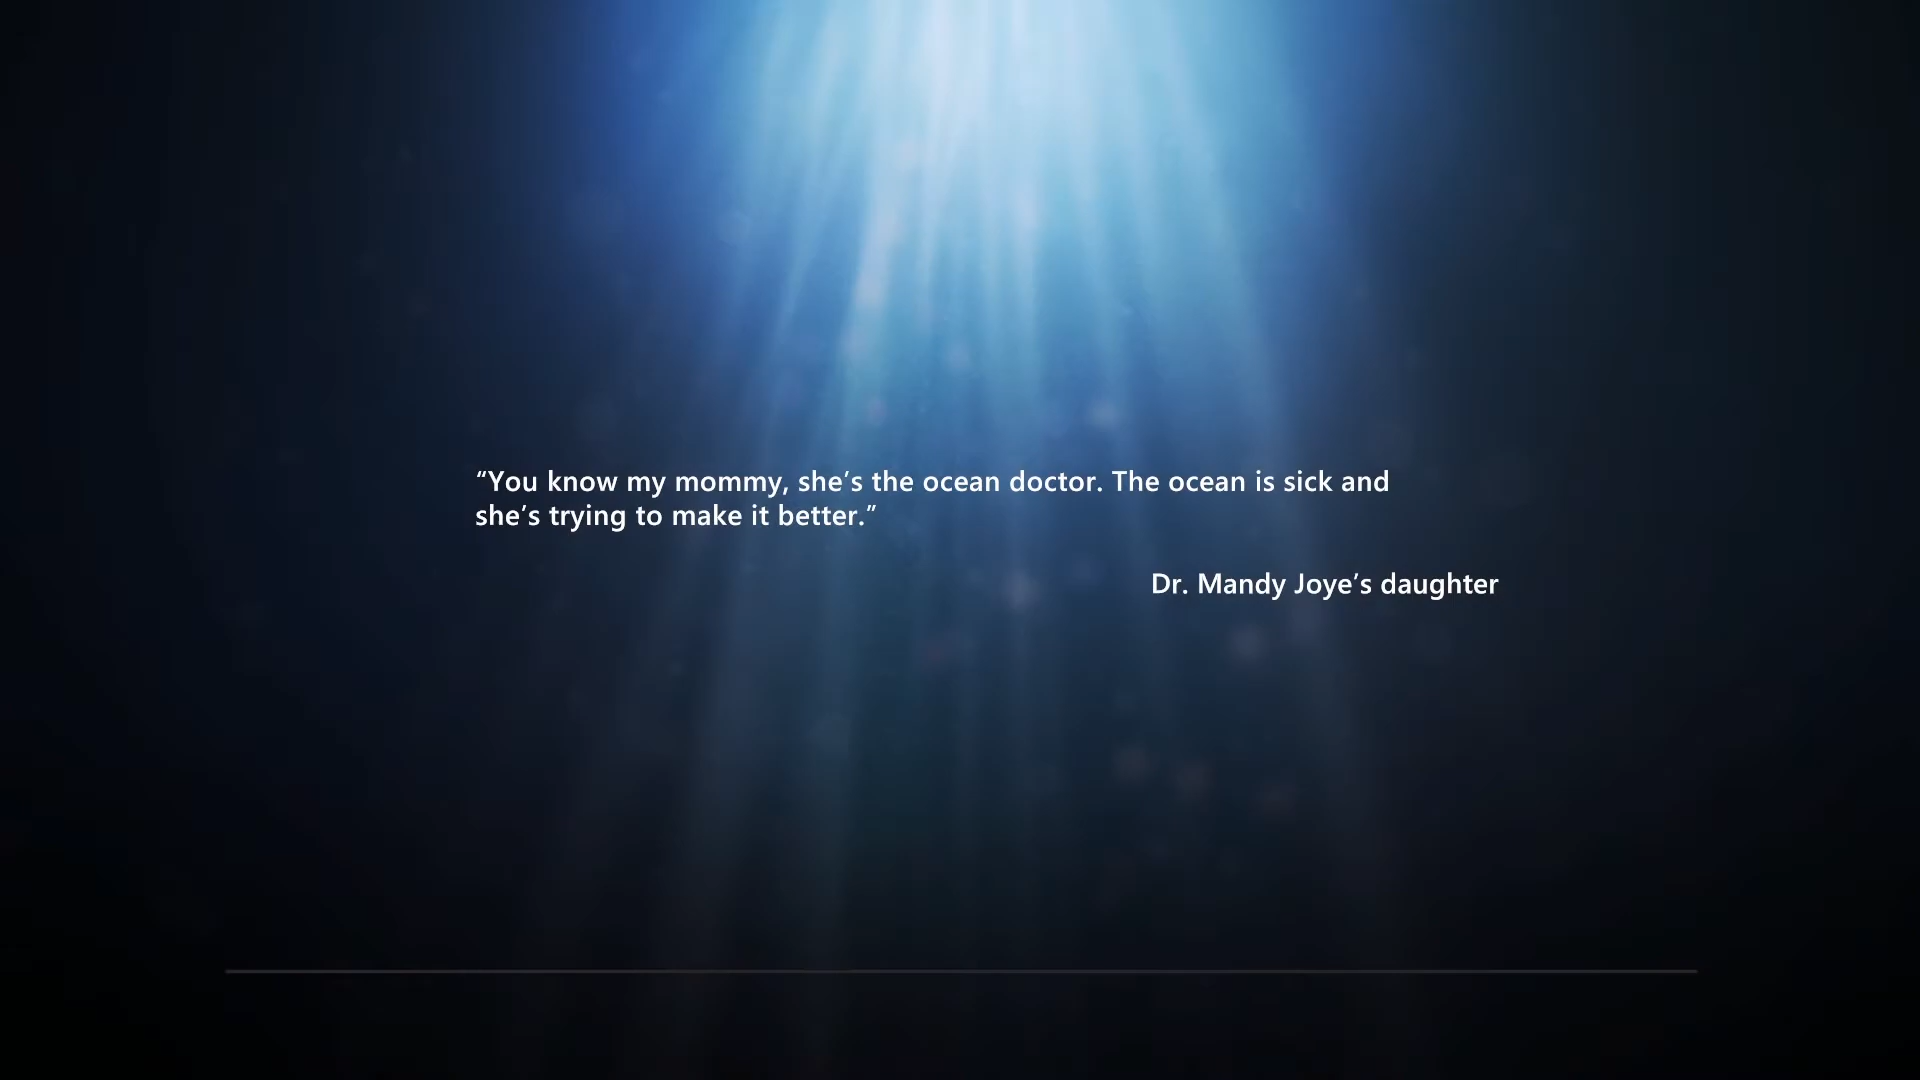 “You know my mommy, she’s the ocean doctor. The ocean is sick and
she’s trying to make it better.”
Dr. Mandy Joye’s daughter